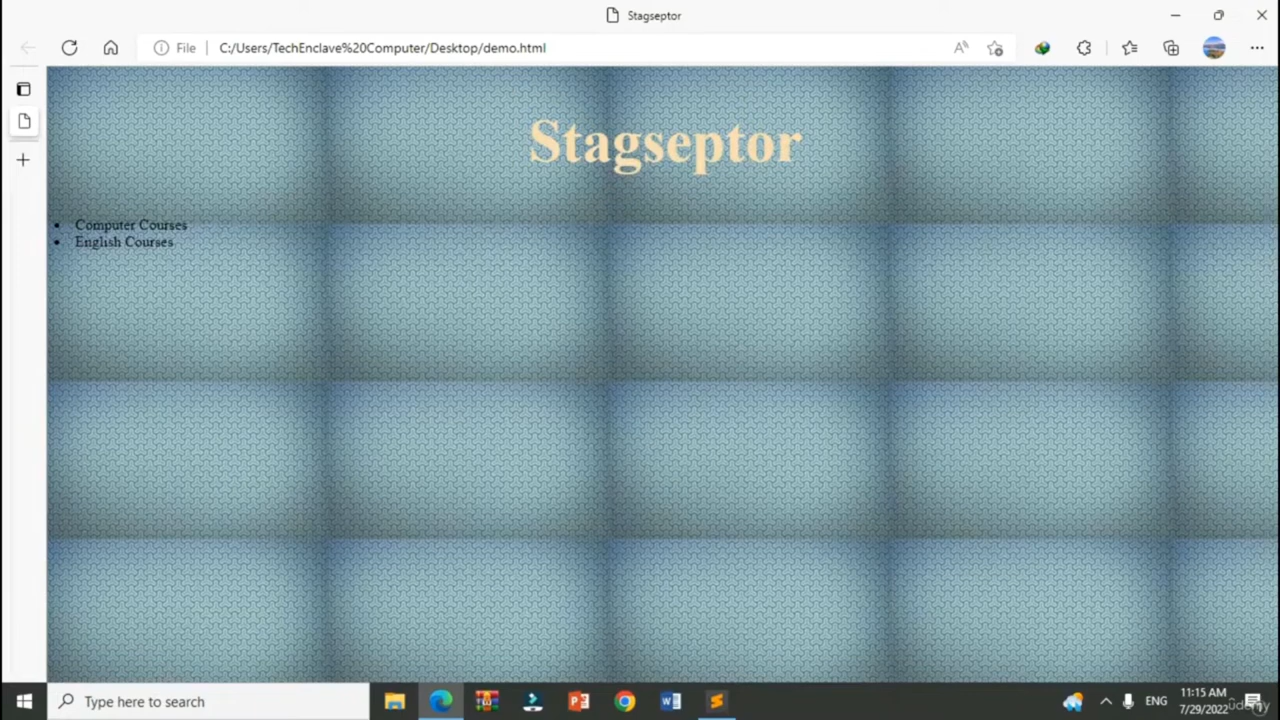 Stagseptor
File
C:/Users/TechEnclave%20Computer/Desktop/demo.html
Stagseptor
• Computer Courses
• English Courses
Type here to search
ENG
11:15 AM
7/29/2022
udemy